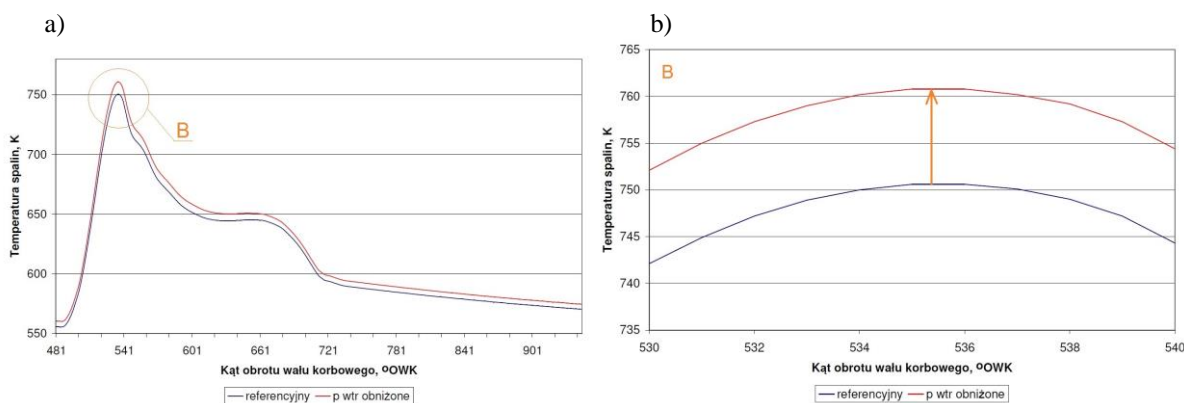 a)
750
700
650
600
550
481 541 601 661 721 781 841 901
Temperatura spalin, K
Kąt obrotu wału korbowego, ºOWK
referencyjny p wtr obniżone
B
b)
765
760
755
750
745
740
735
530 532 534 536 538 540
Temperatura spalin, K
Kąt obrotu wału korbowego, ºOWK
referencyjny p wtr obniżone
B